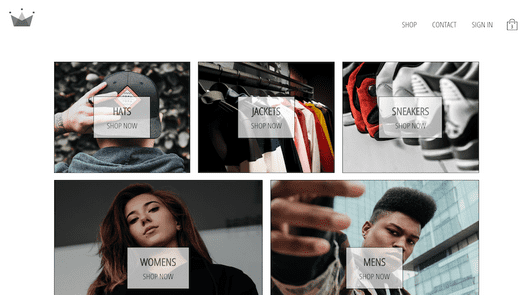 SHOP CONTACT SIGN IN
HATS
SHOP NOW
JACKETS
SHOP NOW
SNEAKERS
SHOP NOW
WOMENS
SHOP NOW
MENS
SHOP NOW